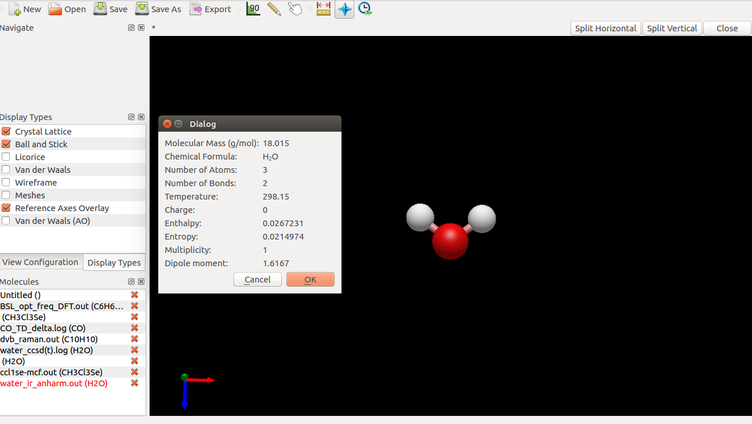 New Open Save Save As Export 90
Navigate
* Split Horizontal Split Vertical Close
Display Types
Crystal Lattice
Ball and Stick
Licorice
Van der Waals
Wireframe
Meshes
Reference Axes Overlay
Van der Waals (AO)
View Configuration Display Types
Molecules
Untitled ()
BSL_opt_freq_DFT.out (C6H6...
(CH3Cl3Se)
CO_TD_delta.log (CO)
dvb_raman.out (C10H10)
water_ccsd(t).log (H2O)
(H2O)
ccl1se-mcf.out (CH3Cl3Se)
water_ir_anharm.out (H2O)
Dialog
Molecular Mass (g/mol): 18.015
Chemical Formula: H₂O
Number of Atoms: 3
Number of Bonds: 2
Temperature: 298.15
Charge: 0
Enthalpy: 0.0267231
Entropy: 0.0214974
Multiplicity: 1
Dipole moment: 1.6167
Cancel OK